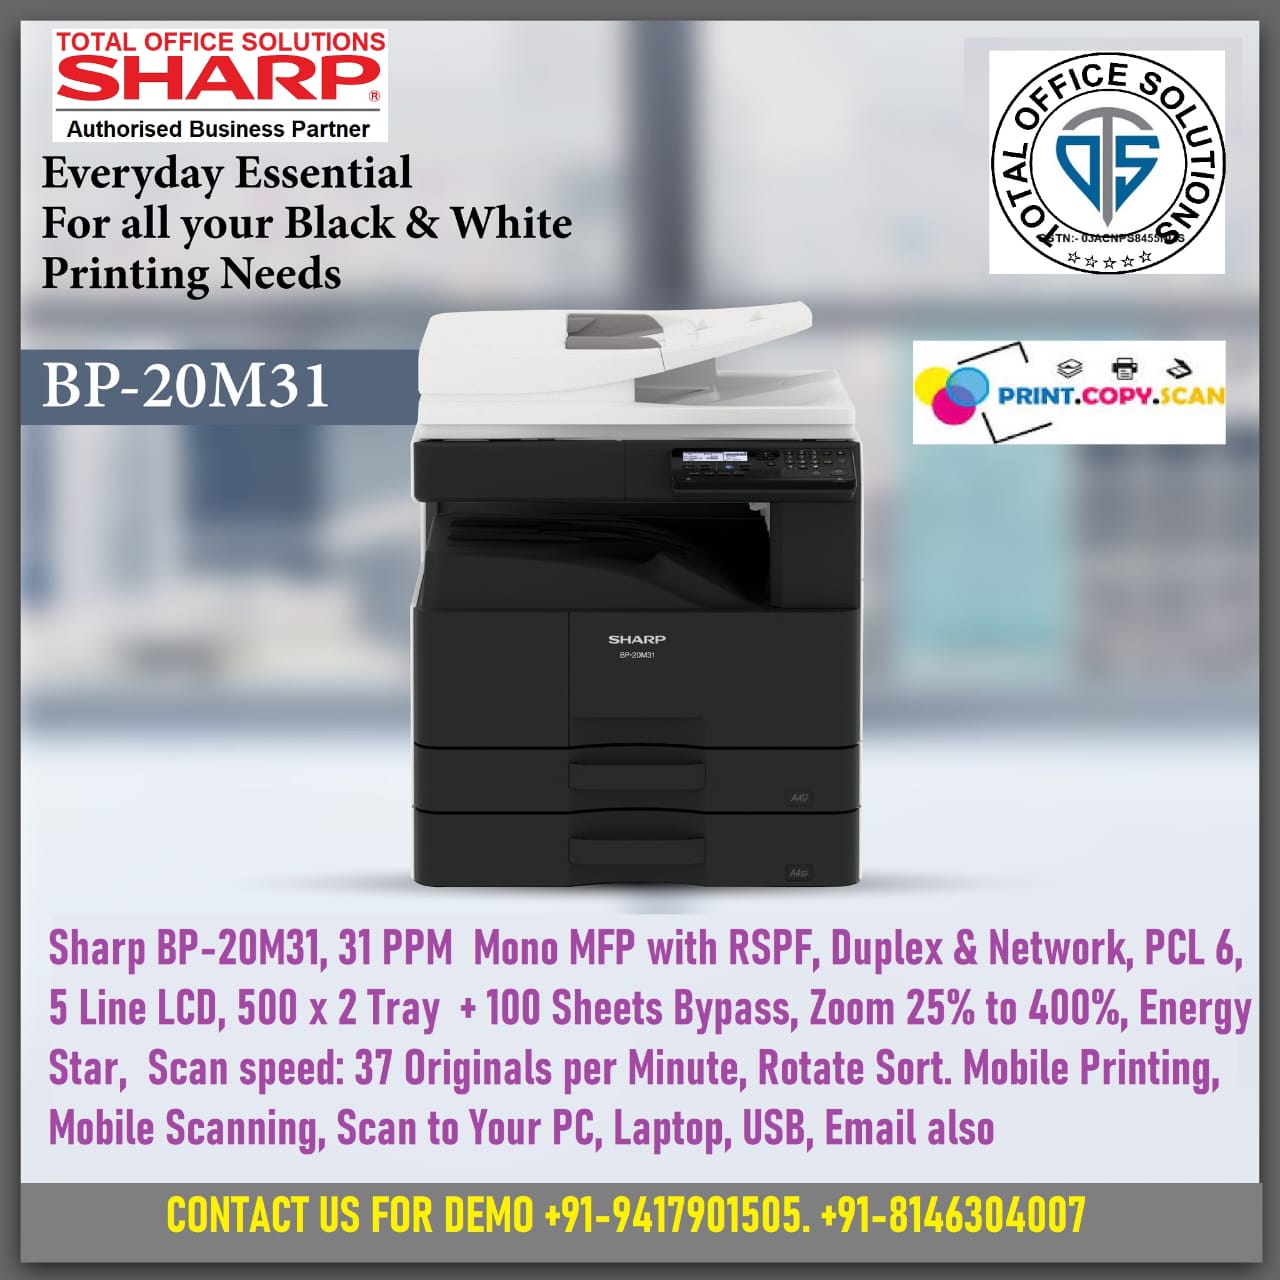 TOTAL OFFICE SOLUTIONS
SHARP®
Authorised Business Partner
TOTAL OFFICE SOLUTIONS
Everyday Essential
For all your Black & White
Printing Needs
BP-20M31
PRINT.COPY.SCAN
SHARP
BP-20M31
A4
A4
Sharp BP-20M31, 31 PPM Mono MFP with RSPF, Duplex & Network, PCL 6,
5 Line LCD, 500 x 2 Tray + 100 Sheets Bypass, Zoom 25% to 400%, Energy
Star, Scan speed: 37 Originals per Minute, Rotate Sort. Mobile Printing,
Mobile Scanning, Scan to Your PC, Laptop, USB, Email also
CONTACT US FOR DEMO +91-9417901505. +91-8146304007